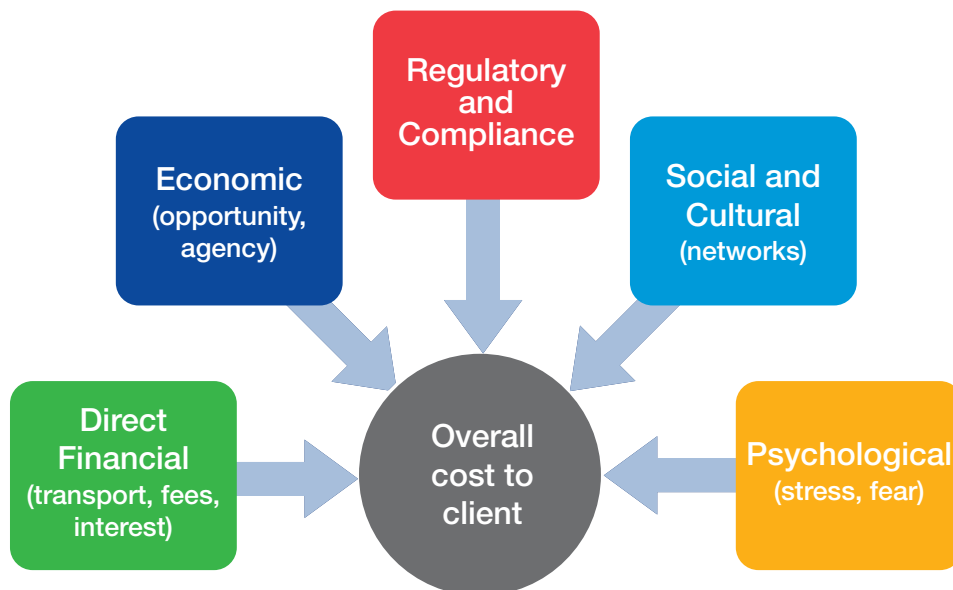 Regulatory
and
Compliance
Economic
(opportunity,
agency)
Social and
Cultural
(networks)
Direct
Financial
(transport, fees,
interest)
Overall
cost to
client
Psychological
(stress, fear)